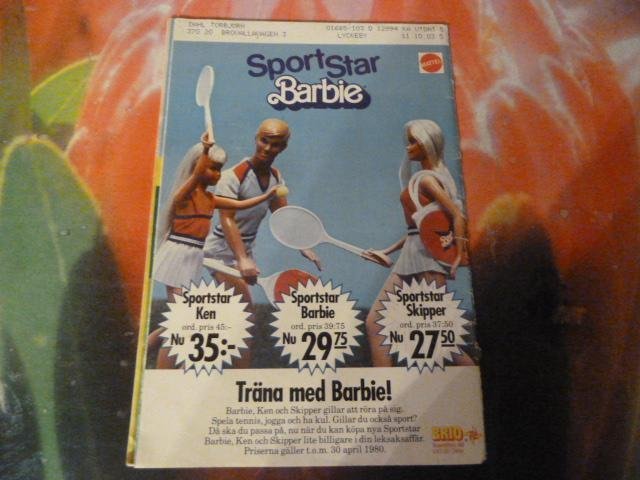 DAHL TORBJÖRN
370 20 BROVALLAVÄGEN 3
LYCKEBY
SportStar
Barbie
MATTEL
Sportstar
Ken
ord. pris 45:-
Nu 35:-
Sportstar
Barbie
ord. pris 39:75
Nu 29 75
Sportstar
Skipper
ord. pris 37:50
Nu 27 50
Träna med Barbie!
Barbie, Ken och Skipper gillar att röra på sig.
Spela tennis, jogga och ha kul. Gillar du också sport?
Då ska du passa på, nu när du kan köpa nya Sportstar
Barbie, Ken och Skipper lite billigare i din leksaksaffär.
Priserna gäller t.o.m. 30 april 1980.
BRIO